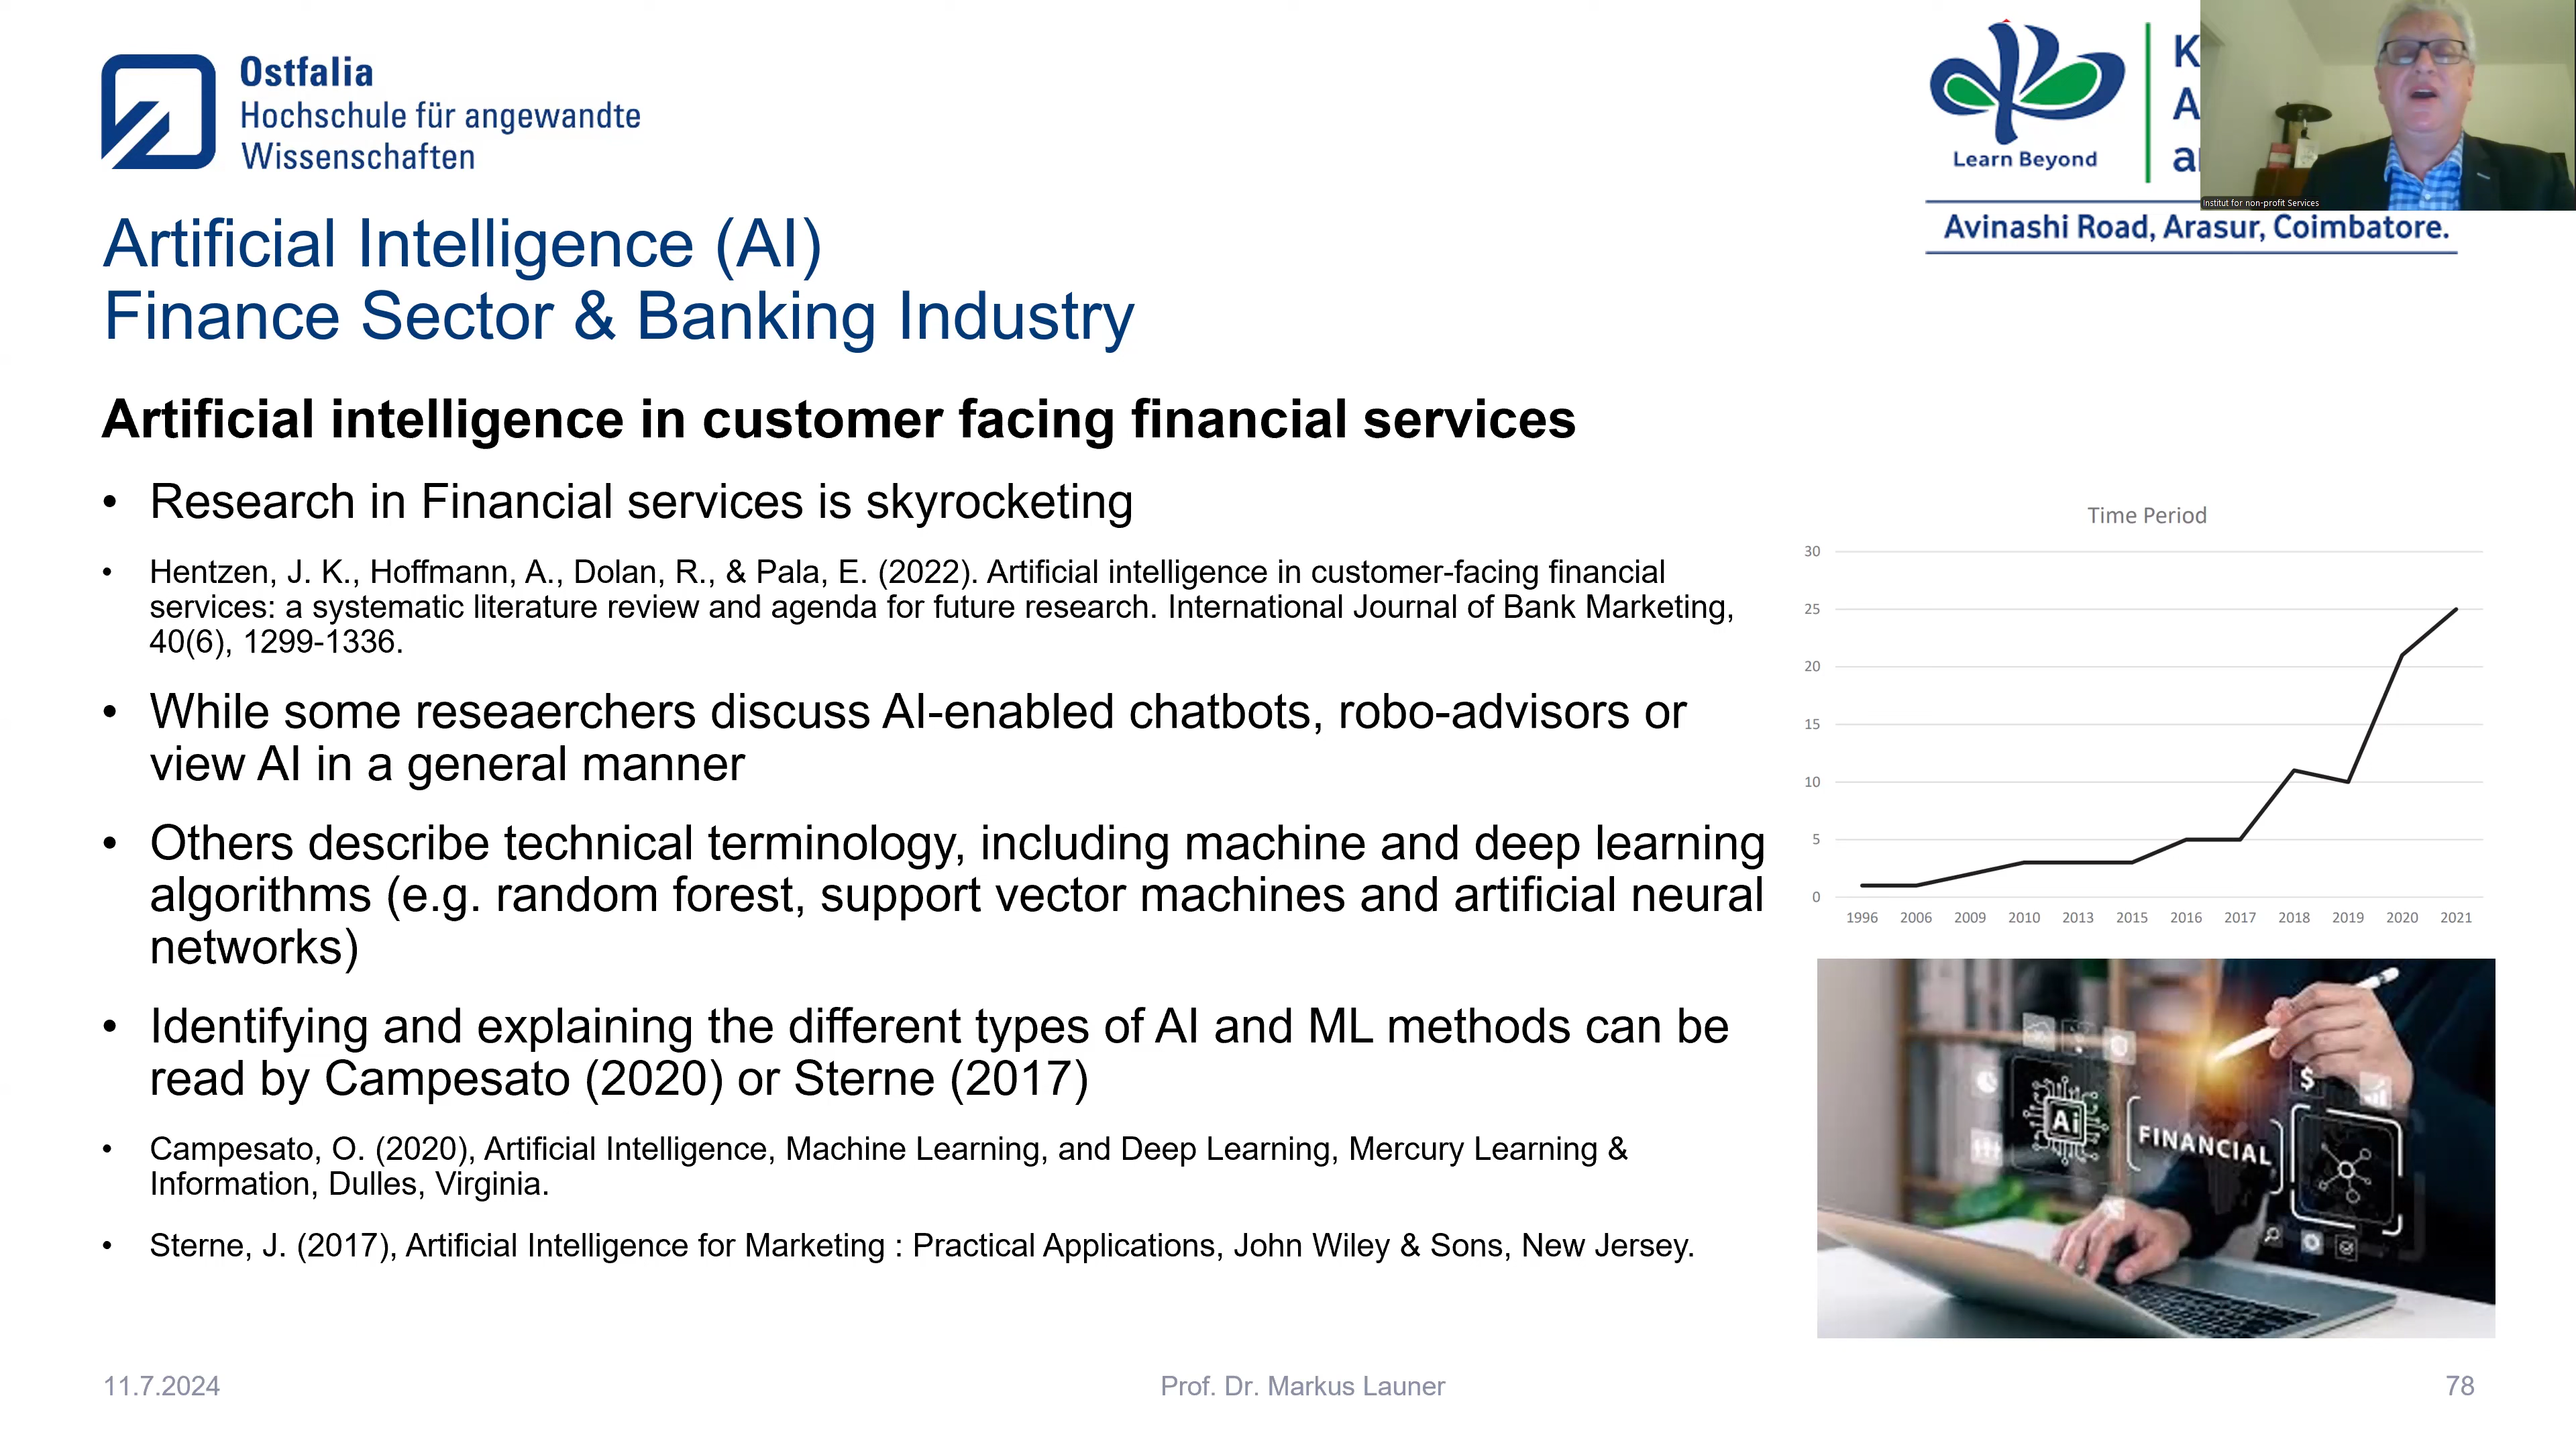 Ostfalia
Hochschule für angewandte
Wissenschaften
Learn Beyond
K
A
Institut for non-profit Services
Avinashi Road, Arasur, Coimbatore.
Artificial Intelligence (AI)
Finance Sector & Banking Industry
Artificial intelligence in customer facing financial services
• Research in Financial services is skyrocketing
• Hentzen, J. K., Hoffmann, A., Dolan, R., & Pala, E. (2022). Artificial intelligence in customer-facing financial
services: a systematic literature review and agenda for future research. International Journal of Bank Marketing,
40(6), 1299-1336.
• While some reseaerchers discuss AI-enabled chatbots, robo-advisors or
view AI in a general manner
• Others describe technical terminology, including machine and deep learning
algorithms (e.g. random forest, support vector machines and artificial neural
networks)
• Identifying and explaining the different types of AI and ML methods can be
read by Campesato (2020) or Sterne (2017)
• Campesato, O. (2020), Artificial Intelligence, Machine Learning, and Deep Learning, Mercury Learning &
Information, Dulles, Virginia.
• Sterne, J. (2017), Artificial Intelligence for Marketing : Practical Applications, John Wiley & Sons, New Jersey.
Time Period
30
25
20
15
10
5
0
1996 2006 2009 2010 2013 2015 2016 2017 2018 2019 2020 2021
Ai
FINANCIAL
$
11.7.2024
Prof. Dr. Markus Launer
78